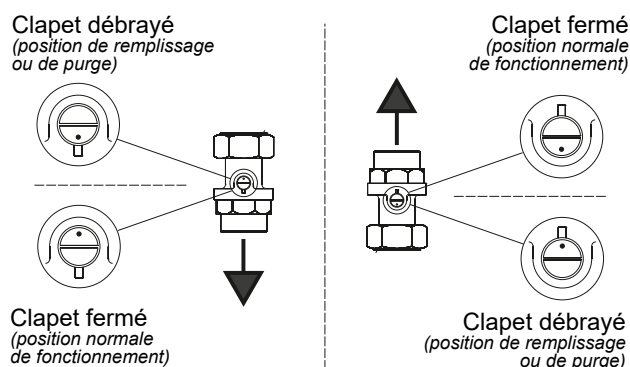 Clapet débrayé
(position de remplissage
ou de purge)
Clapet fermé
(position normale
de fonctionnement)
Clapet fermé
(position normale
de fonctionnement)
Clapet débrayé
(position de remplissage
ou de purge)